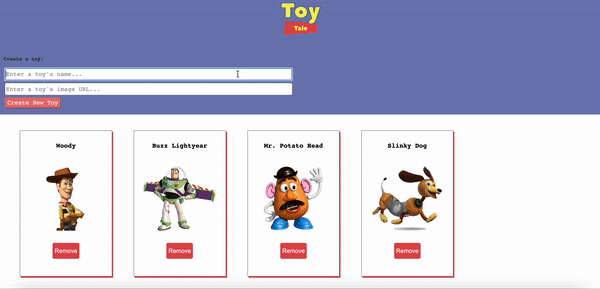 Toy
Tale
Create a toy!
Enter a toy's name...
Enter a toy's image URL...
Create New Toy
Woody
Buzz Lightyear
Mr. Potato Head
Slinky Dog
Remove
Remove
Remove
Remove